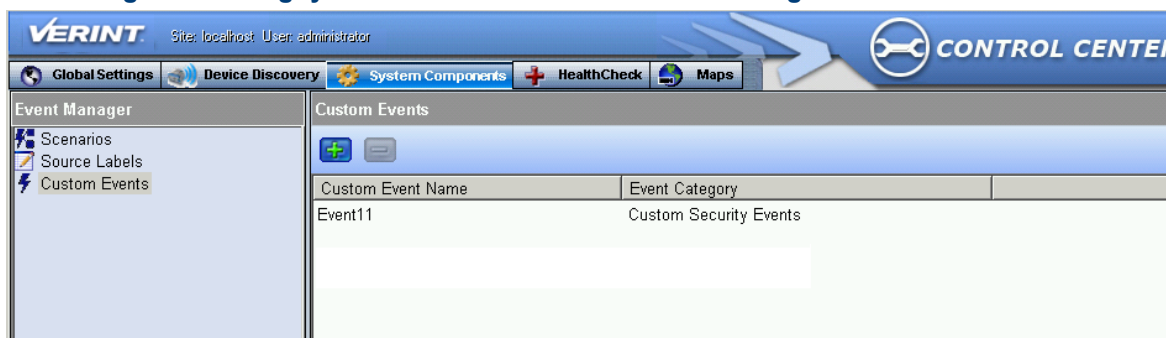 VERINT. Site: localhost User: administrator
CONTROL CENTE
Global Settings Device Discovery System Components HealthCheck Maps
Event Manager
Custom Events
Scenarios
Source Labels
Custom Events
Custom Event Name Event Category
Event11 Custom Security Events